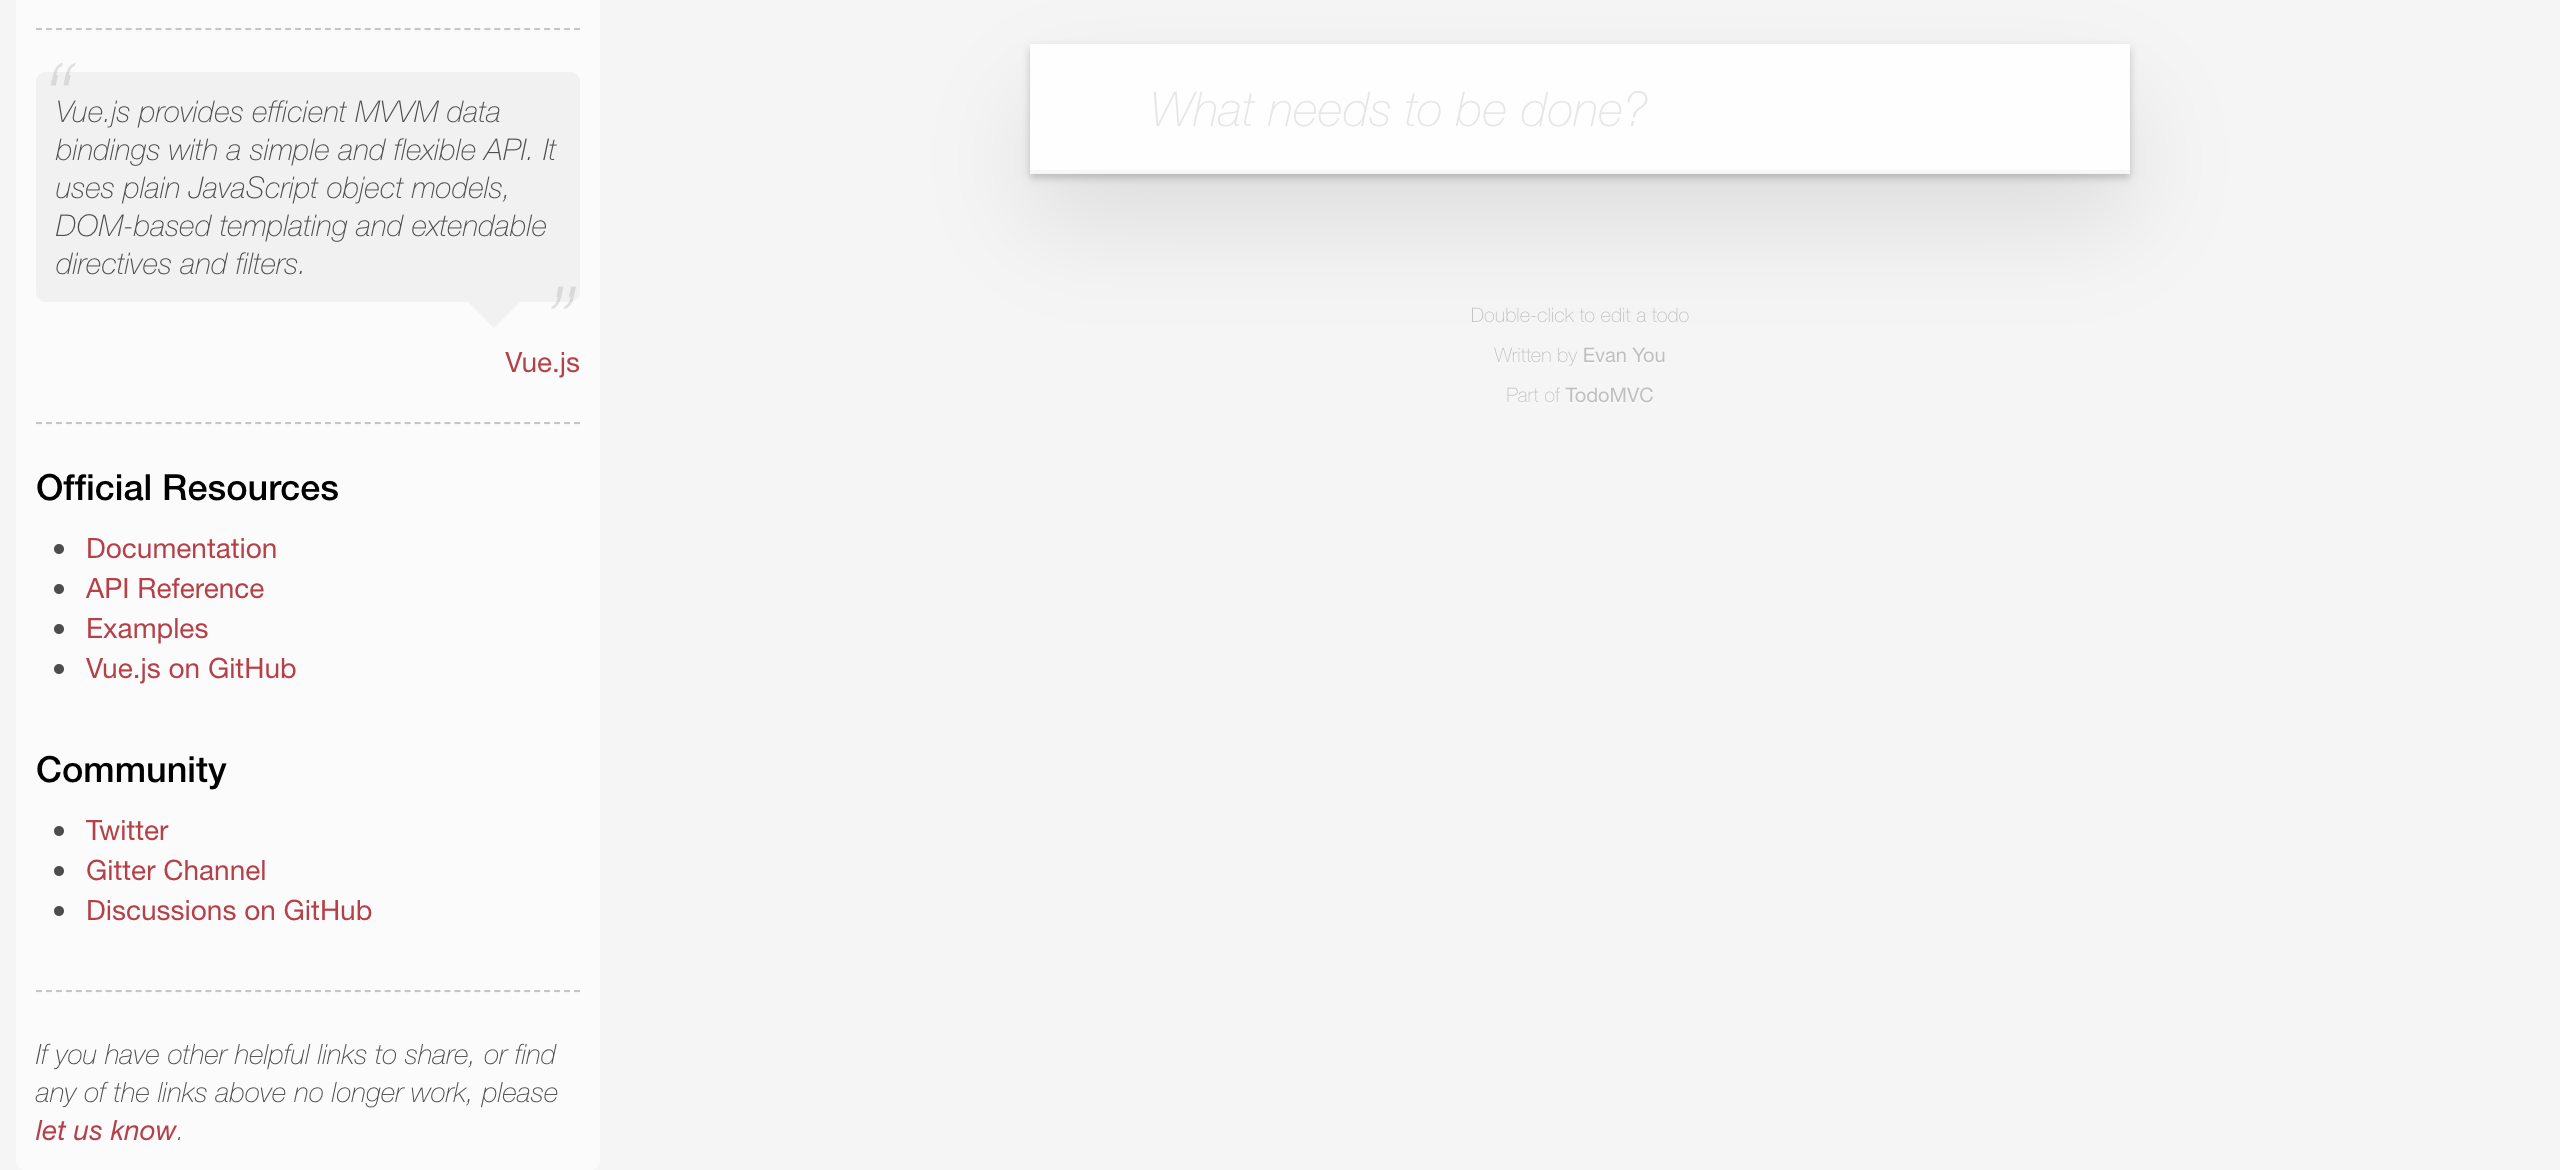 “
Vue.js provides efficient MVVM data
bindings with a simple and flexible API. It
uses plain JavaScript object models,
DOM-based templating and extendable
directives and filters.
”
Vue.js
Official Resources
Documentation
API Reference
Examples
Vue.js on GitHub
Community
Twitter
Gitter Channel
Discussions on GitHub
If you have other helpful links to share, or find
any of the links above no longer work, please
let us know.
What needs to be done?
Double-click to edit a todo
Written by Evan You
Part of TodoMVC